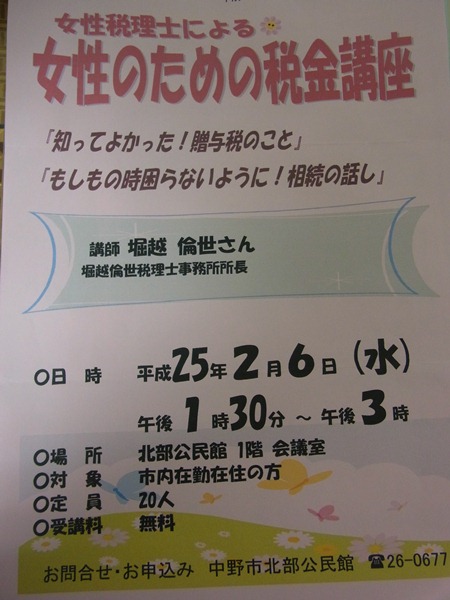 女性税理士による
女性のための税金講座
『知ってよかった!贈与税のこと』
『もしもの時困らないように!相続の話し』
講師 堀越 倫世さん
堀越倫世税理士事務所所長
○日 時 平成25年2月6日(水)
午後1時30分 ~ 午後3時
○場 所 北部公民館 1階 会議室
○対 象 市内在勤在住の方
○定 員 20人
○受講料 無料
お問合せ・お申込み 中野市北部公民館 ☎26-0677